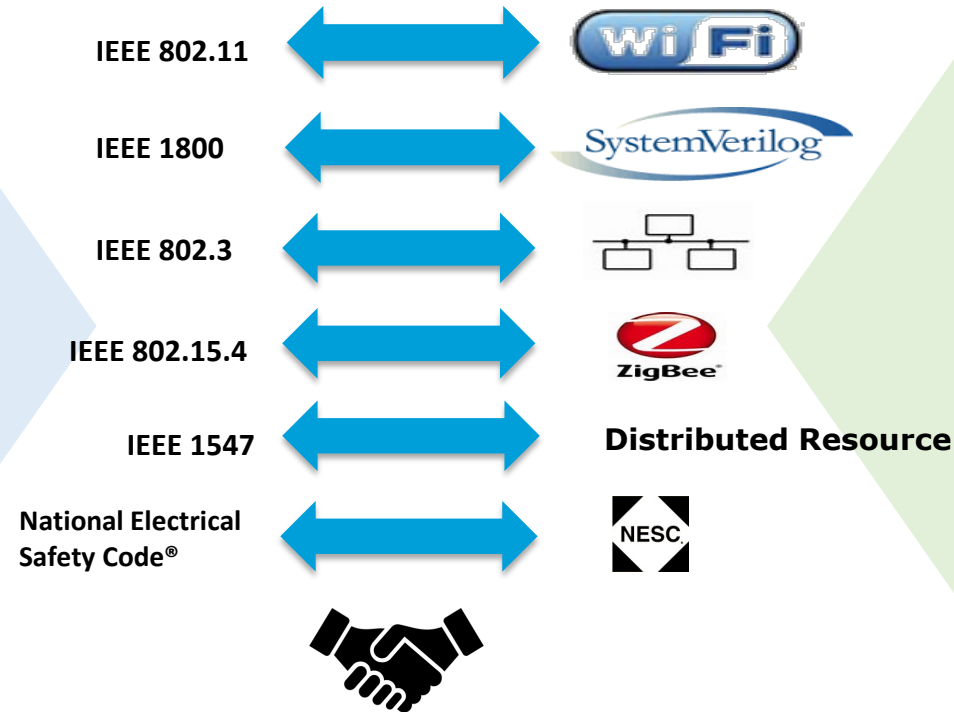 IEEE 802.11
Wi Fi
IEEE 1800
SystemVerilog
IEEE 802.3
IEEE 802.15.4
ZigBee®
IEEE 1547
Distributed Resource
National Electrical
Safety Code®
NESC